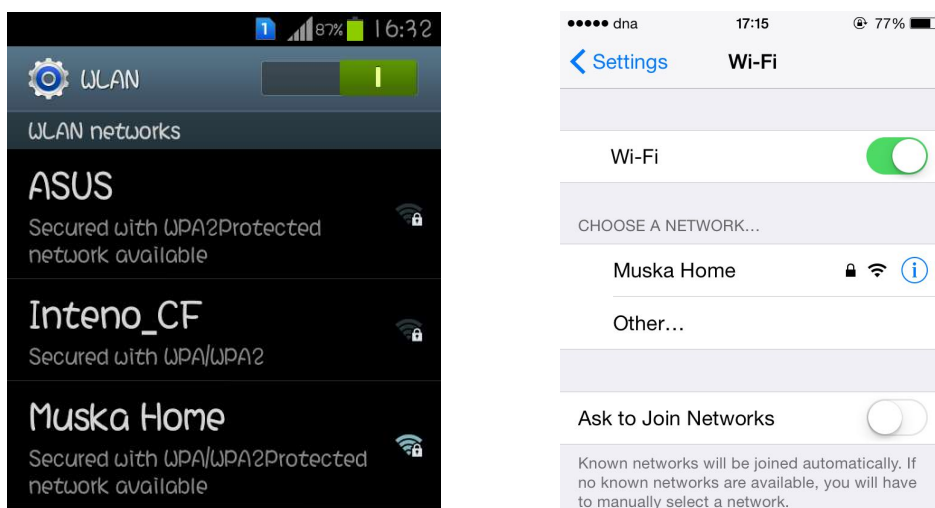 1 87% 16:32
WLAN
WLAN networks
ASUS
Secured with WPA2Protected
network available
Inteno_CF
Secured with WPA/WPA2
Muska Home
Secured with WPA/WPA2Protected
network available
dna 17:15 77%
Settings Wi-Fi
Wi-Fi
CHOOSE A NETWORK...
Muska Home
Other...
Ask to Join Networks
Known networks will be joined automatically. If
no known networks are available, you will have
to manually select a network.